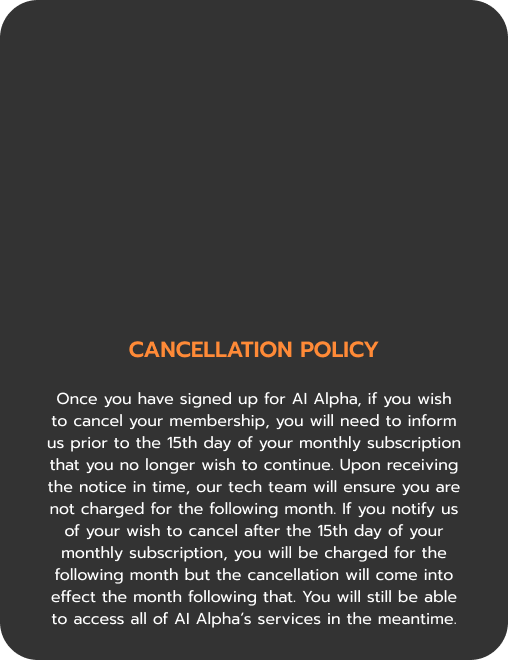 CANCELLATION POLICY
Once you have signed up for AI Alpha, if you wish
to cancel your membership, you will need to inform
us prior to the 15th day of your monthly subscription
that you no longer wish to continue. Upon receiving
the notice in time, our tech team will ensure you are
not charged for the following month. If you notify us
of your wish to cancel after the 15th day of your
monthly subscription, you will be charged for the
following month but the cancellation will come into
effect the month following that. You will still be able
to access all of AI Alpha’s services in the meantime.